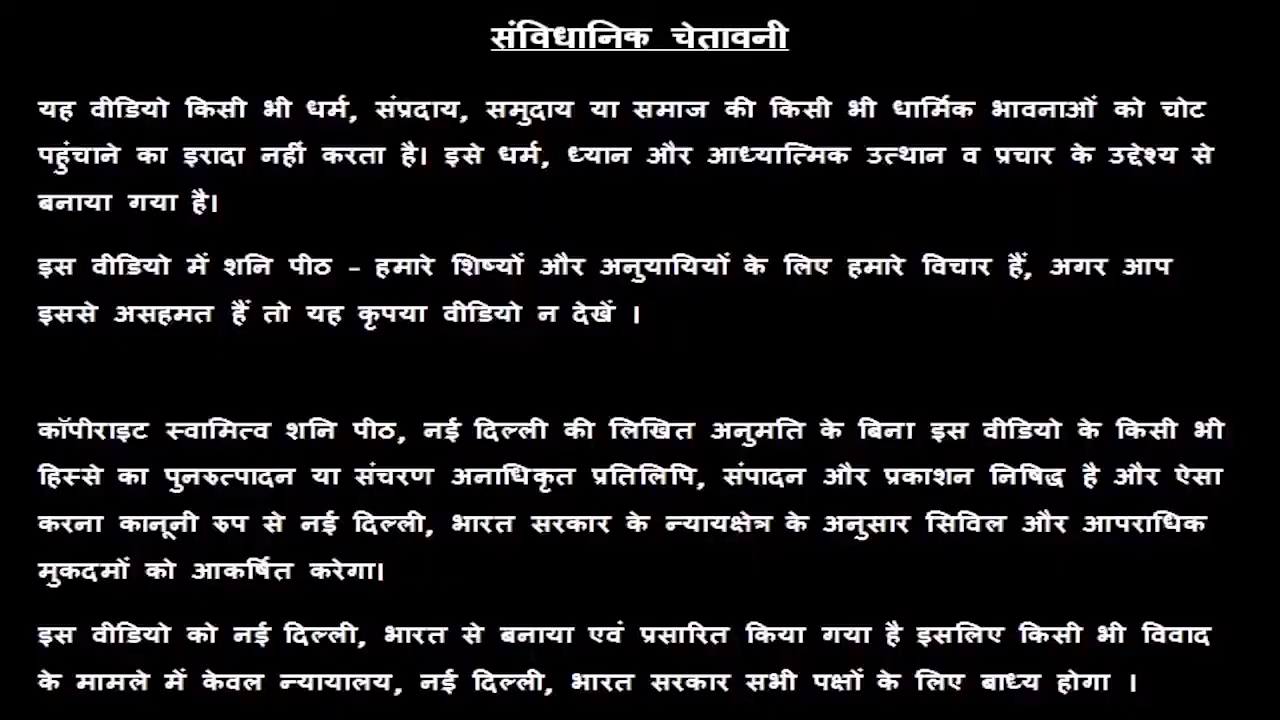 संविधानिक चेतावनी
यह वीडियो किसी भी धर्म, संप्रदाय, समुदाय या समाज की किसी भी धार्मिक भावनाओं को चोट
पहुंचाने का इरादा नहीं करता है। इसे धर्म, ध्यान और आध्यात्मिक उत्थान व प्रचार के उद्देश्य से
बनाया गया है।
इस वीडियो में शनि पीठ – हमारे शिष्यों और अनुयायियों के लिए हमारे विचार हैं, अगर आप
इससे असहमत हैं तो यह कृपया वीडियो न देखें ।
कॉपीराइट स्वामित्व शनि पीठ, नई दिल्ली की लिखित अनुमति के बिना इस वीडियो के किसी भी
हिस्से का पुनरुत्पादन या संचरण अनाधिकृत प्रतिलिपि, संपादन और प्रकाशन निषिद्ध है और ऐसा
करना कानूनी रुप से नई दिल्ली, भारत सरकार के न्यायक्षेत्र के अनुसार सिविल और आपराधिक
मुकदमों को आकर्षित करेगा।
इस वीडियो को नई दिल्ली, भारत से बनाया एवं प्रसारित किया गया है इसलिए किसी भी विवाद
के मामले में केवल न्यायालय, नई दिल्ली, भारत सरकार सभी पक्षों के लिए बाध्य होगा ।